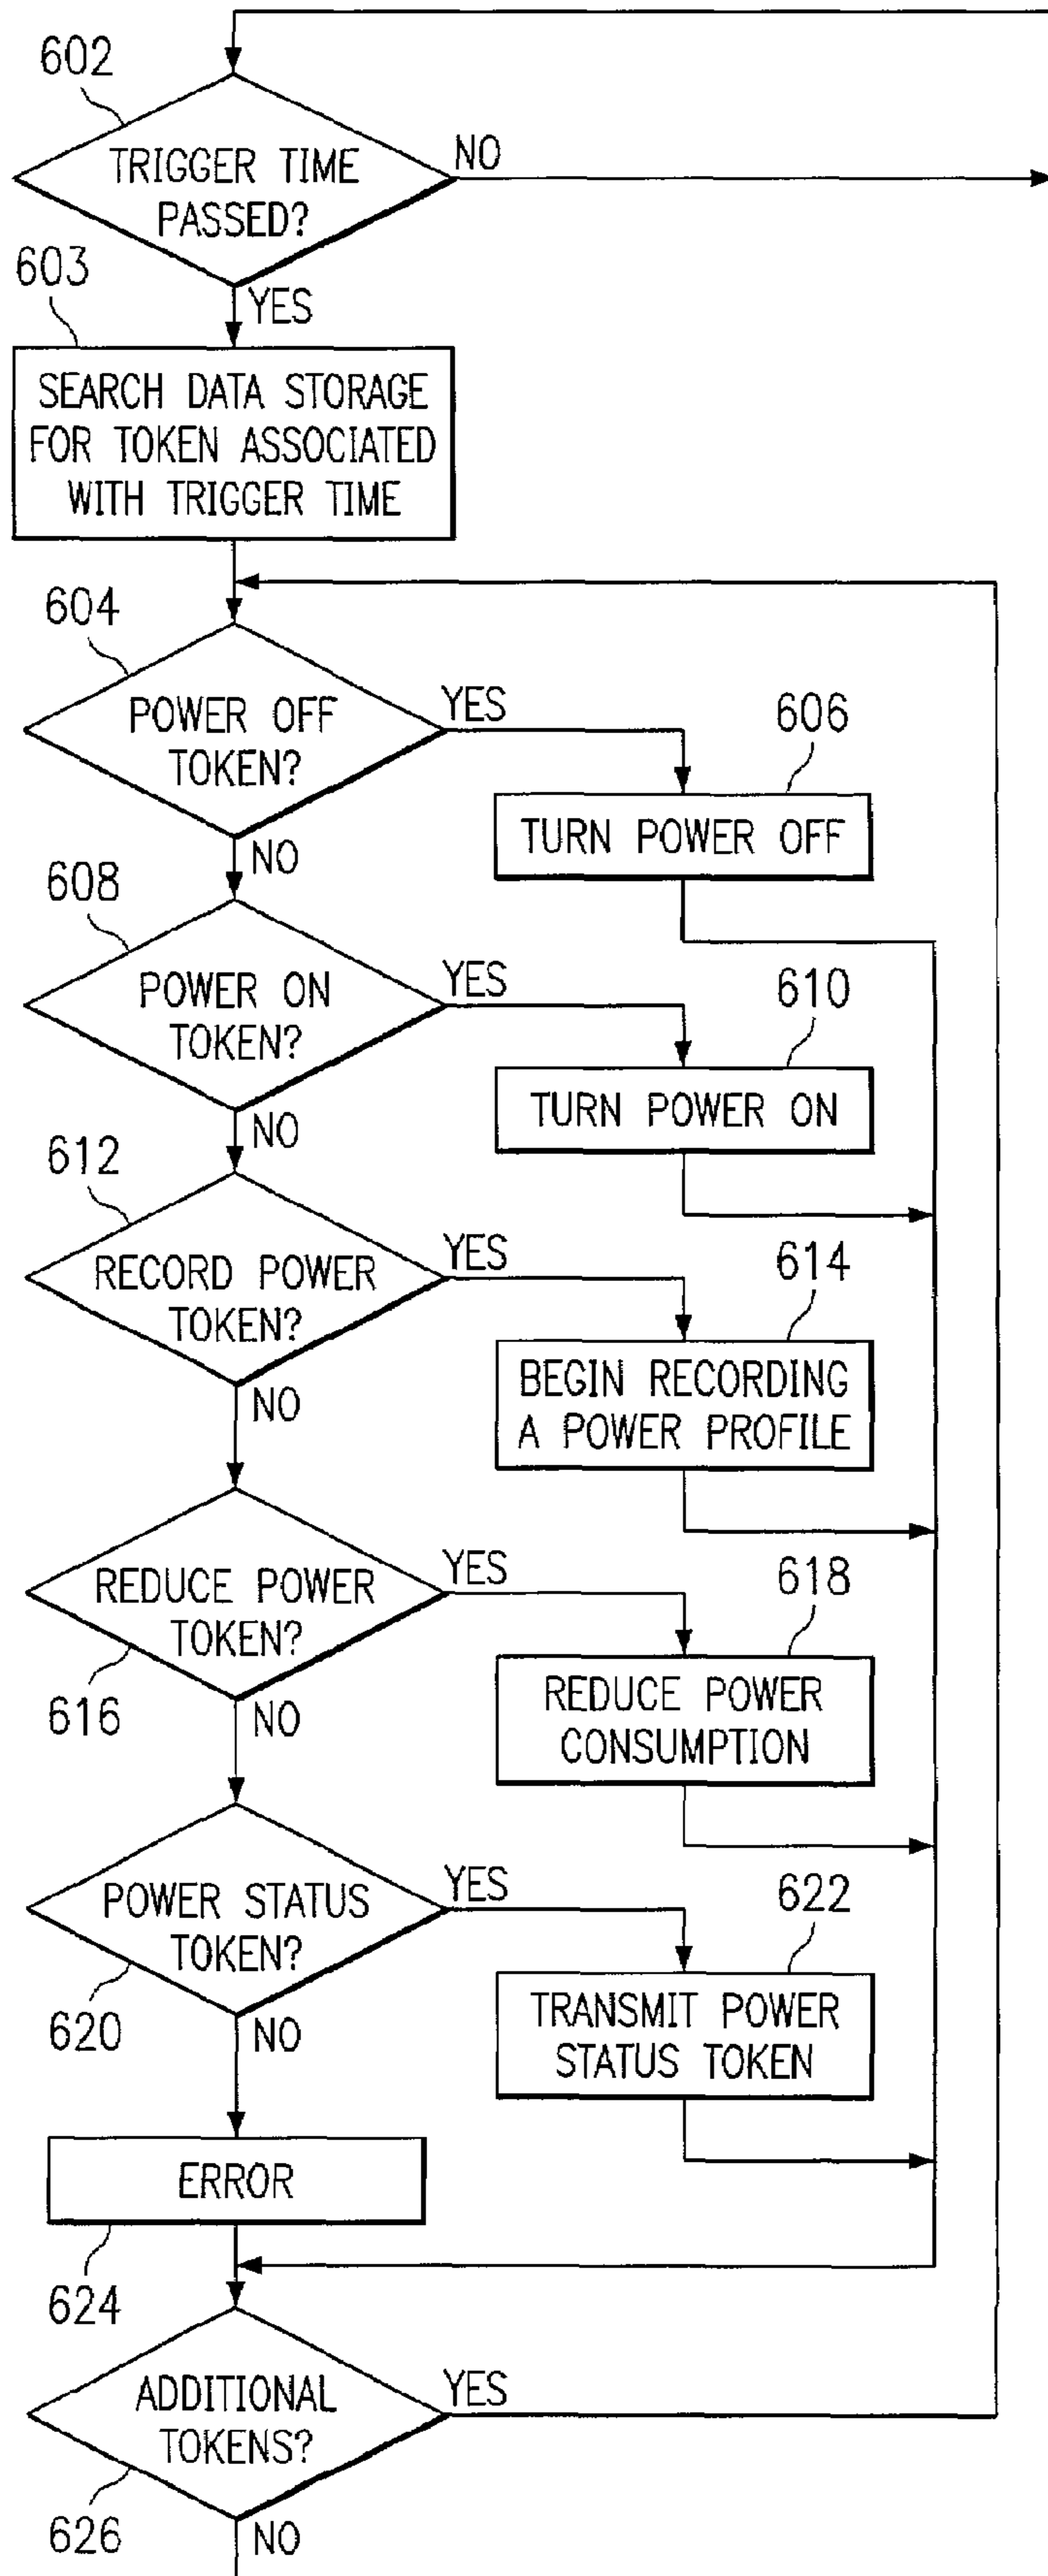 602
TRIGGER TIME
PASSED?
NO
YES
603
SEARCH DATA STORAGE
FOR TOKEN ASSOCIATED
WITH TRIGGER TIME
604
POWER OFF
TOKEN?
YES
NO
606
TURN POWER OFF
608
POWER ON
TOKEN?
YES
NO
610
TURN POWER ON
612
RECORD POWER
TOKEN?
YES
NO
614
BEGIN RECORDING
A POWER PROFILE
REDUCE POWER
TOKEN?
616
YES
NO
618
REDUCE POWER
CONSUMPTION
POWER STATUS
TOKEN?
620
YES
NO
622
TRANSMIT POWER
STATUS TOKEN
ERROR
624
ADDITIONAL
TOKENS?
626
YES
NO